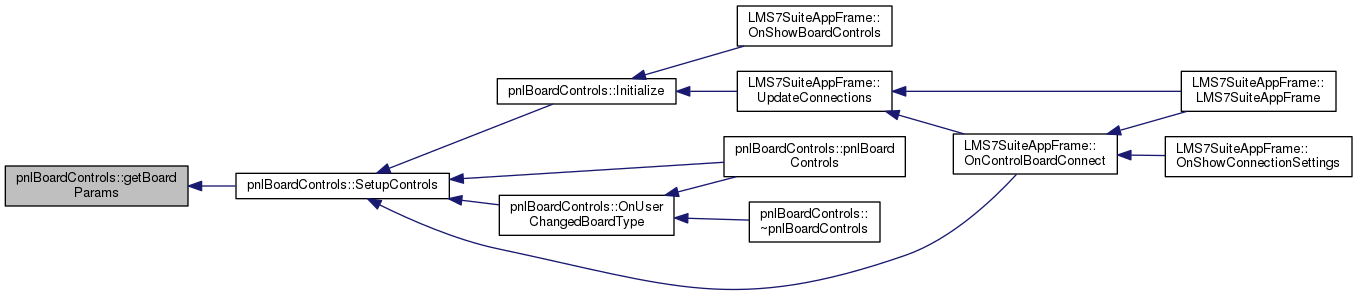 LMS7SuiteAppFrame::
OnShowBoardControls
pnlBoardControls::Initialize
LMS7SuiteAppFrame::
UpdateConnections
LMS7SuiteAppFrame::
LMS7SuiteAppFrame
pnlBoardControls::pnlBoard
Controls
LMS7SuiteAppFrame::
OnControlBoardConnect
LMS7SuiteAppFrame::
OnShowConnectionSettings
pnlBoardControls::getBoard
Params
pnlBoardControls::SetupControls
pnlBoardControls::OnUser
ChangedBoardType
pnlBoardControls::
~pnlBoardControls